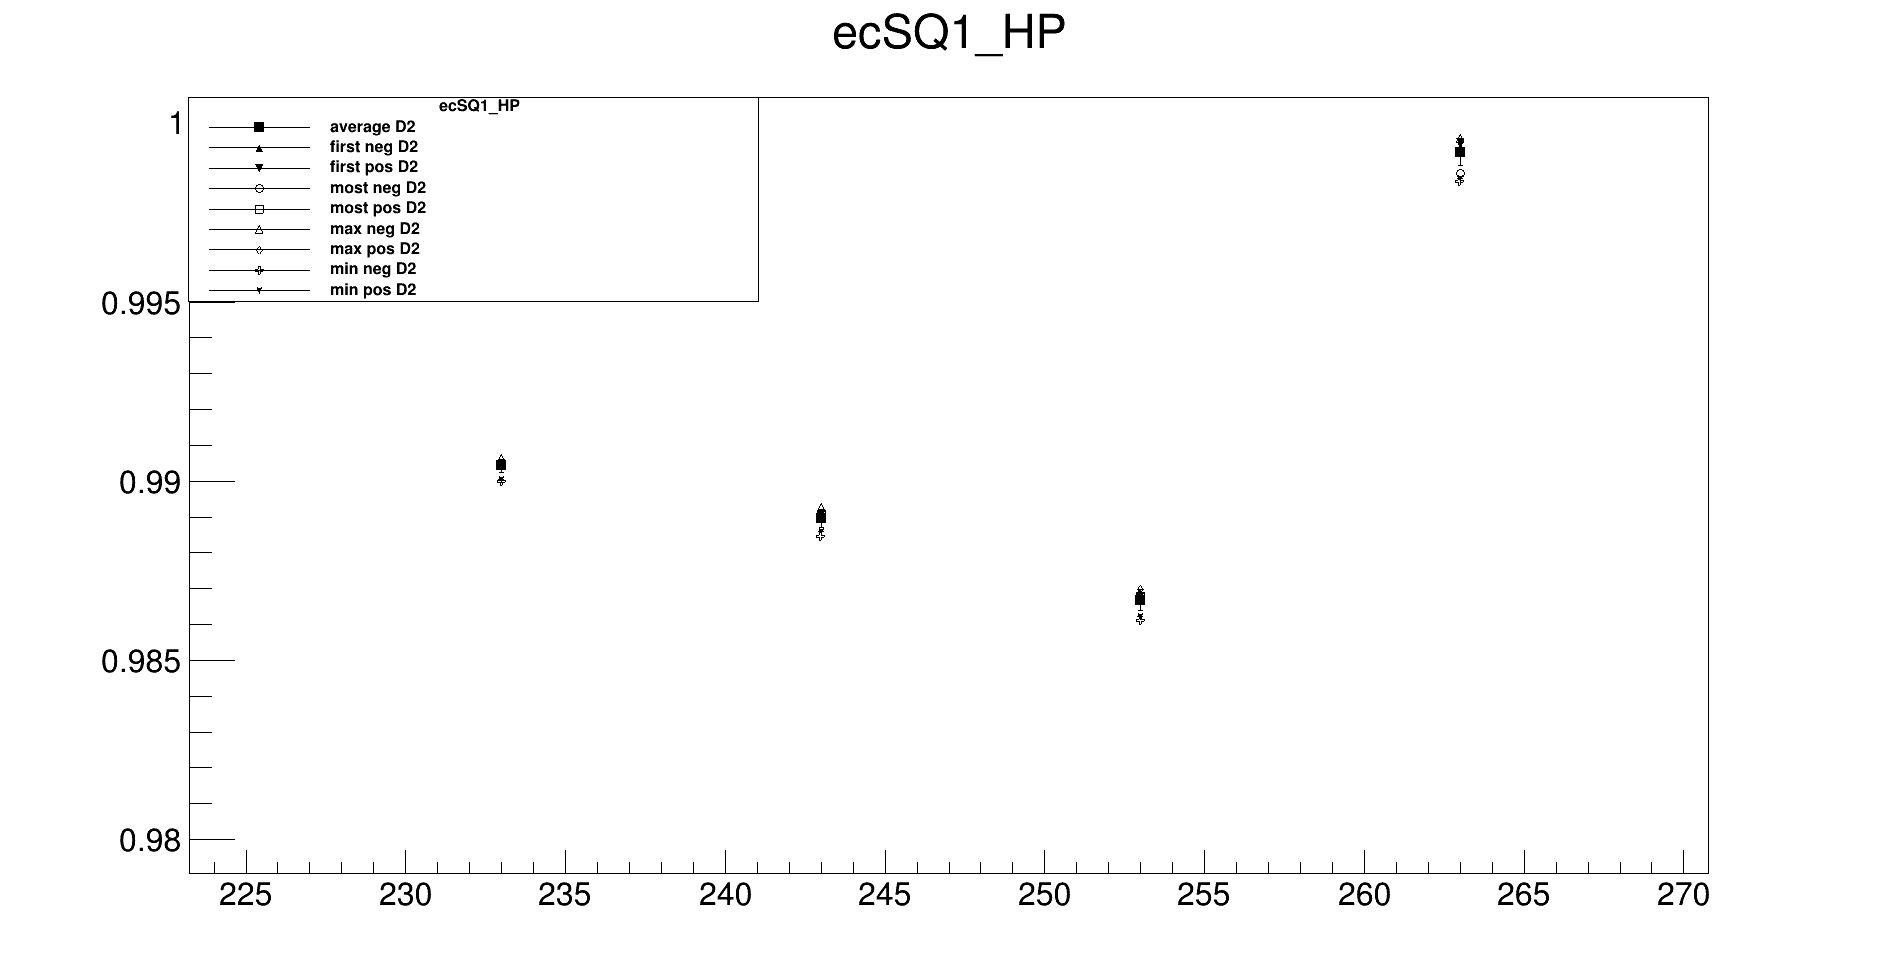 ecSQ1_HP
ecSQ1_HP
average D2
first neg D2
first pos D2
most neg D2
most pos D2
max neg D2
max pos D2
min neg D2
min pos D2
1
0.995
0.99
0.985
0.98
225 230 235 240 245 250 255 260 265 270